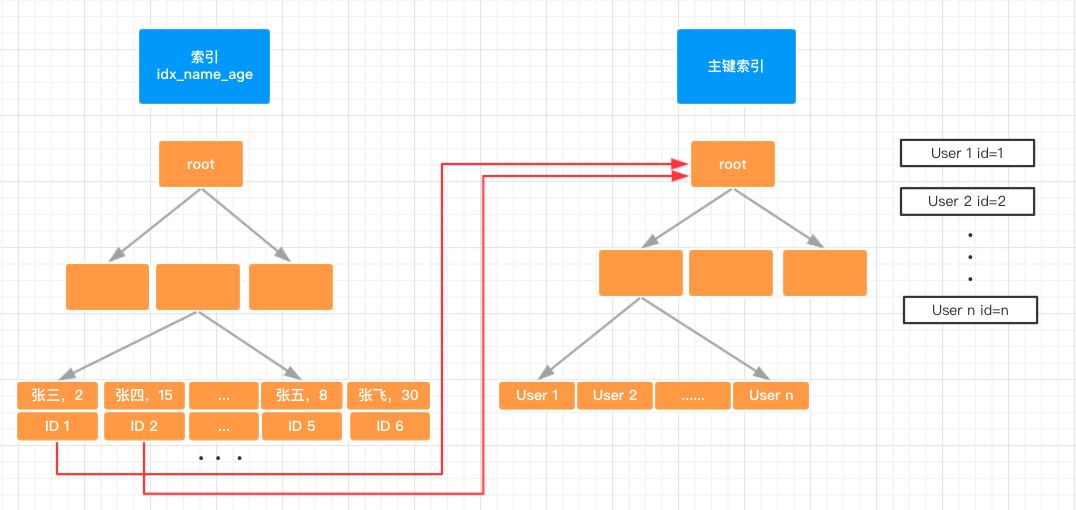 索引
idx_name_age
主键索引
root
root
User 1 id=1
User 2 id=2
User n id=n
张三，2
张四，15
...
张五，8
张飞，30
ID 1
ID 2
...
ID 5
ID 6
User 1
User 2
......
User n